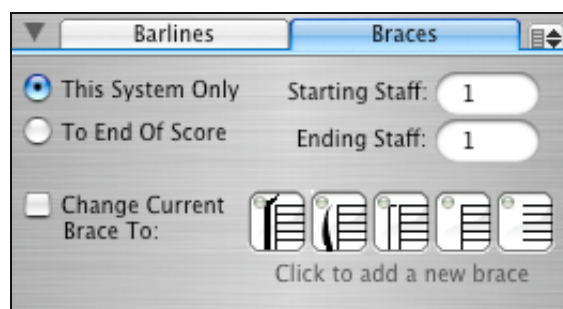 Barlines Braces
This System Only Starting Staff: 1
To End Of Score Ending Staff: 1
Change Current
Brace To:
Click to add a new brace